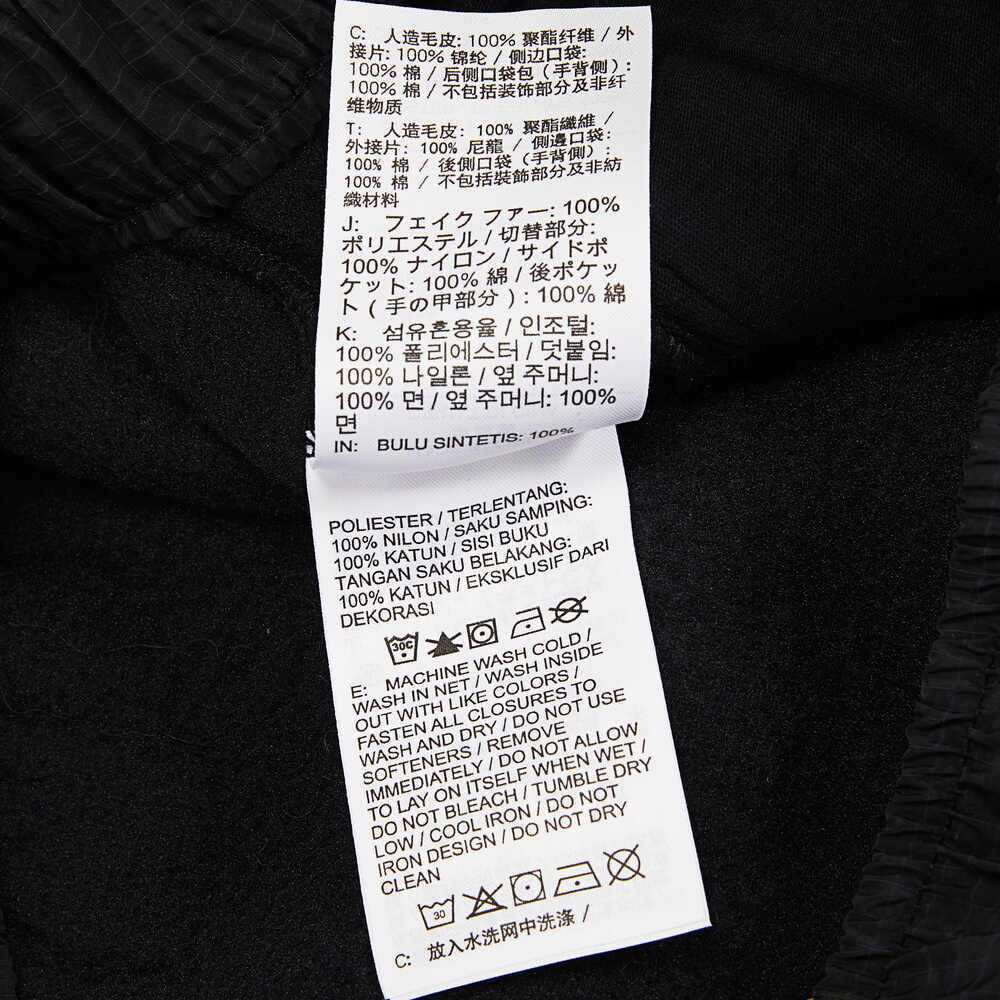 C: 人造毛皮: 100% 聚酯纤维 / 外
接片: 100% 锦纶 / 侧边口袋:
100% 棉 / 后侧口袋包 (手背侧):
100% 棉 / 不包括装饰部分及非纤
维物质
T: 人造毛皮: 100% 聚酯纖維 /
外接片: 100% 尼龍 / 側邊口袋:
100% 棉 / 後側口袋(手背側) :
100% 棉 / 不包括裝飾部分及非紡
織材料
J: フェイク ファー: 100%
ポリエステル / 切替部分:
100% ナイロン / サイドポ
ケット: 100% 綿 / 後ポケッ
ト ( 手の甲部分 ) : 100% 綿
K: 섬유혼용율 / 인조털:
100% 폴리에스터 / 덧붙임:
100% 나일론 / 옆 주머니:
100% 면 / 옆 주머니: 100%
면
IN: BULU SINTETIS: 100%
POLIESTER / TERLENTANG:
100% NILON / SAKU SAMPING:
100% KATUN / SISI BUKU
TANGAN SAKU BELAKANG:
100% KATUN / EKSKLUSIF DARI
DEKORASI
30C
E: MACHINE WASH COLD /
WASH IN NET / WASH INSIDE
OUT WITH LIKE COLORS /
FASTEN ALL CLOSURES TO
WASH AND DRY / DO NOT USE
SOFTENERS / REMOVE
IMMEDIATELY / DO NOT ALLOW
TO LAY ON ITSELF WHEN WET /
DO NOT BLEACH / TUMBLE DRY
LOW / COOL IRON / DO NOT
IRON DESIGN / DO NOT DRY
CLEAN
30
C: 放入水洗网中洗涤 /